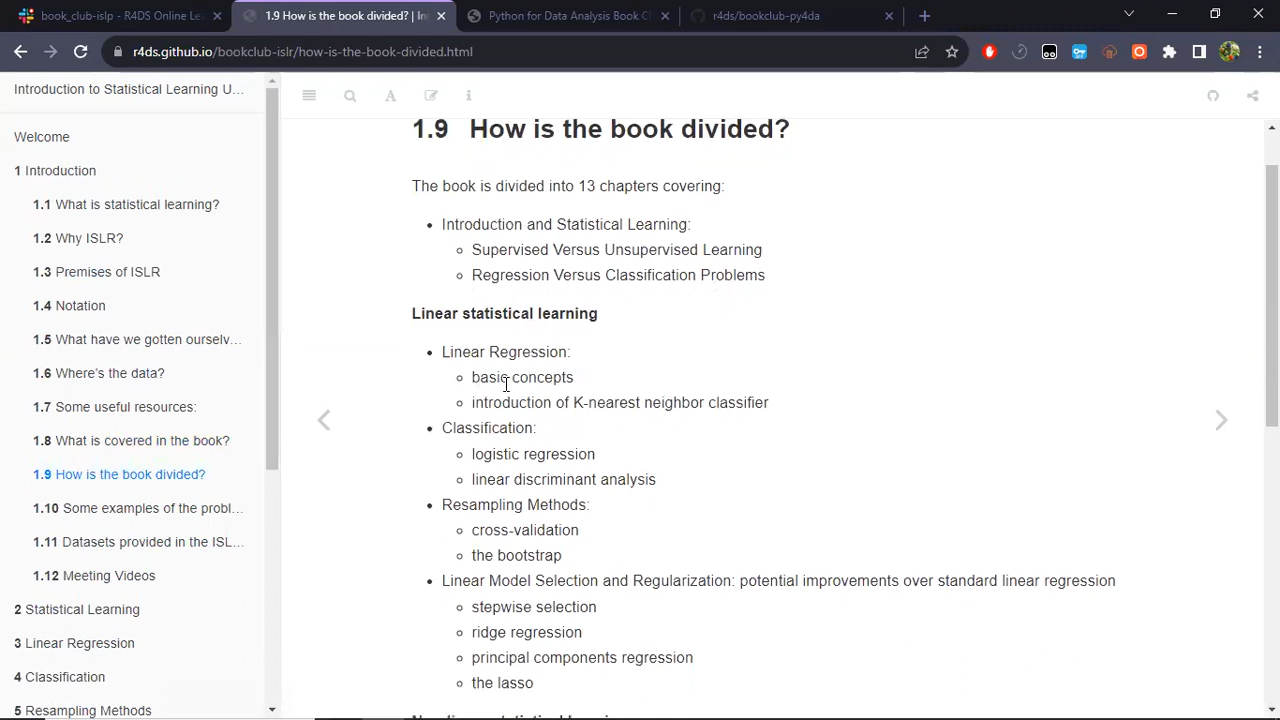 book_club-islp - R4DS Online Le
1.9 How is the book divided? | In
Python for Data Analysis Book C
r4ds/bookclub-py4da
r4ds.github.io/bookclub-islr/how-is-the-book-divided.html
Introduction to Statistical Learning U...
Welcome
1 Introduction
1.1 What is statistical learning?
1.2 Why ISLR?
1.3 Premises of ISLR
1.4 Notation
1.5 What have we gotten ourselv...
1.6 Where's the data?
1.7 Some useful resources:
1.8 What is covered in the book?
1.9 How is the book divided?
1.10 Some examples of the probl...
1.11 Datasets provided in the ISL...
1.12 Meeting Videos
2 Statistical Learning
3 Linear Regression
4 Classification
5 Resampling Methods
1.9 How is the book divided?
The book is divided into 13 chapters covering:
Introduction and Statistical Learning:
Supervised Versus Unsupervised Learning
Regression Versus Classification Problems
Linear statistical learning
Linear Regression:
basic concepts
introduction of K-nearest neighbor classifier
Classification:
logistic regression
linear discriminant analysis
Resampling Methods:
cross-validation
the bootstrap
Linear Model Selection and Regularization: potential improvements over standard linear regression
stepwise selection
ridge regression
principal components regression
the lasso